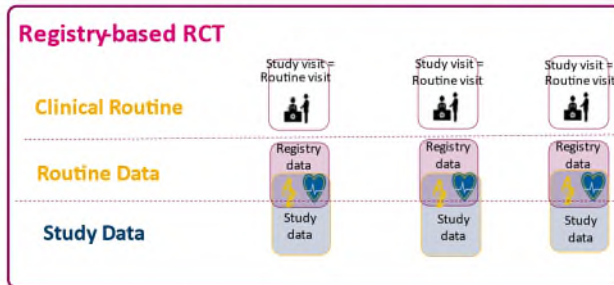 Registry-based RCT
Study visit =
Routine visit
Study visit =
Routine visit
Study visit =
Routine visit
Clinical Routine
Registry
data
Registry
data
Registry
data
Routine Data
Study
data
Study
data
Study
data
Study Data